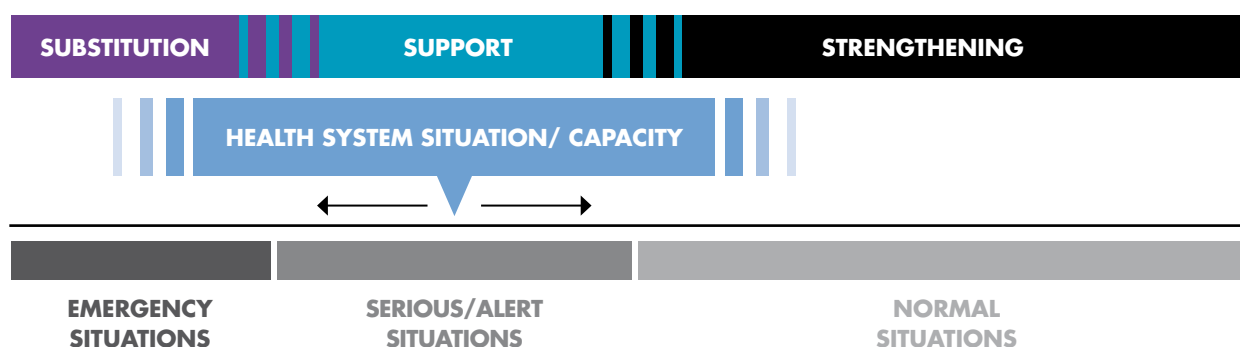 SUBSTITUTION
SUPPORT
STRENGTHENING
HEALTH SYSTEM SITUATION/ CAPACITY
EMERGENCY
SITUATIONS
SERIOUS/ALERT
SITUATIONS
NORMAL
SITUATIONS